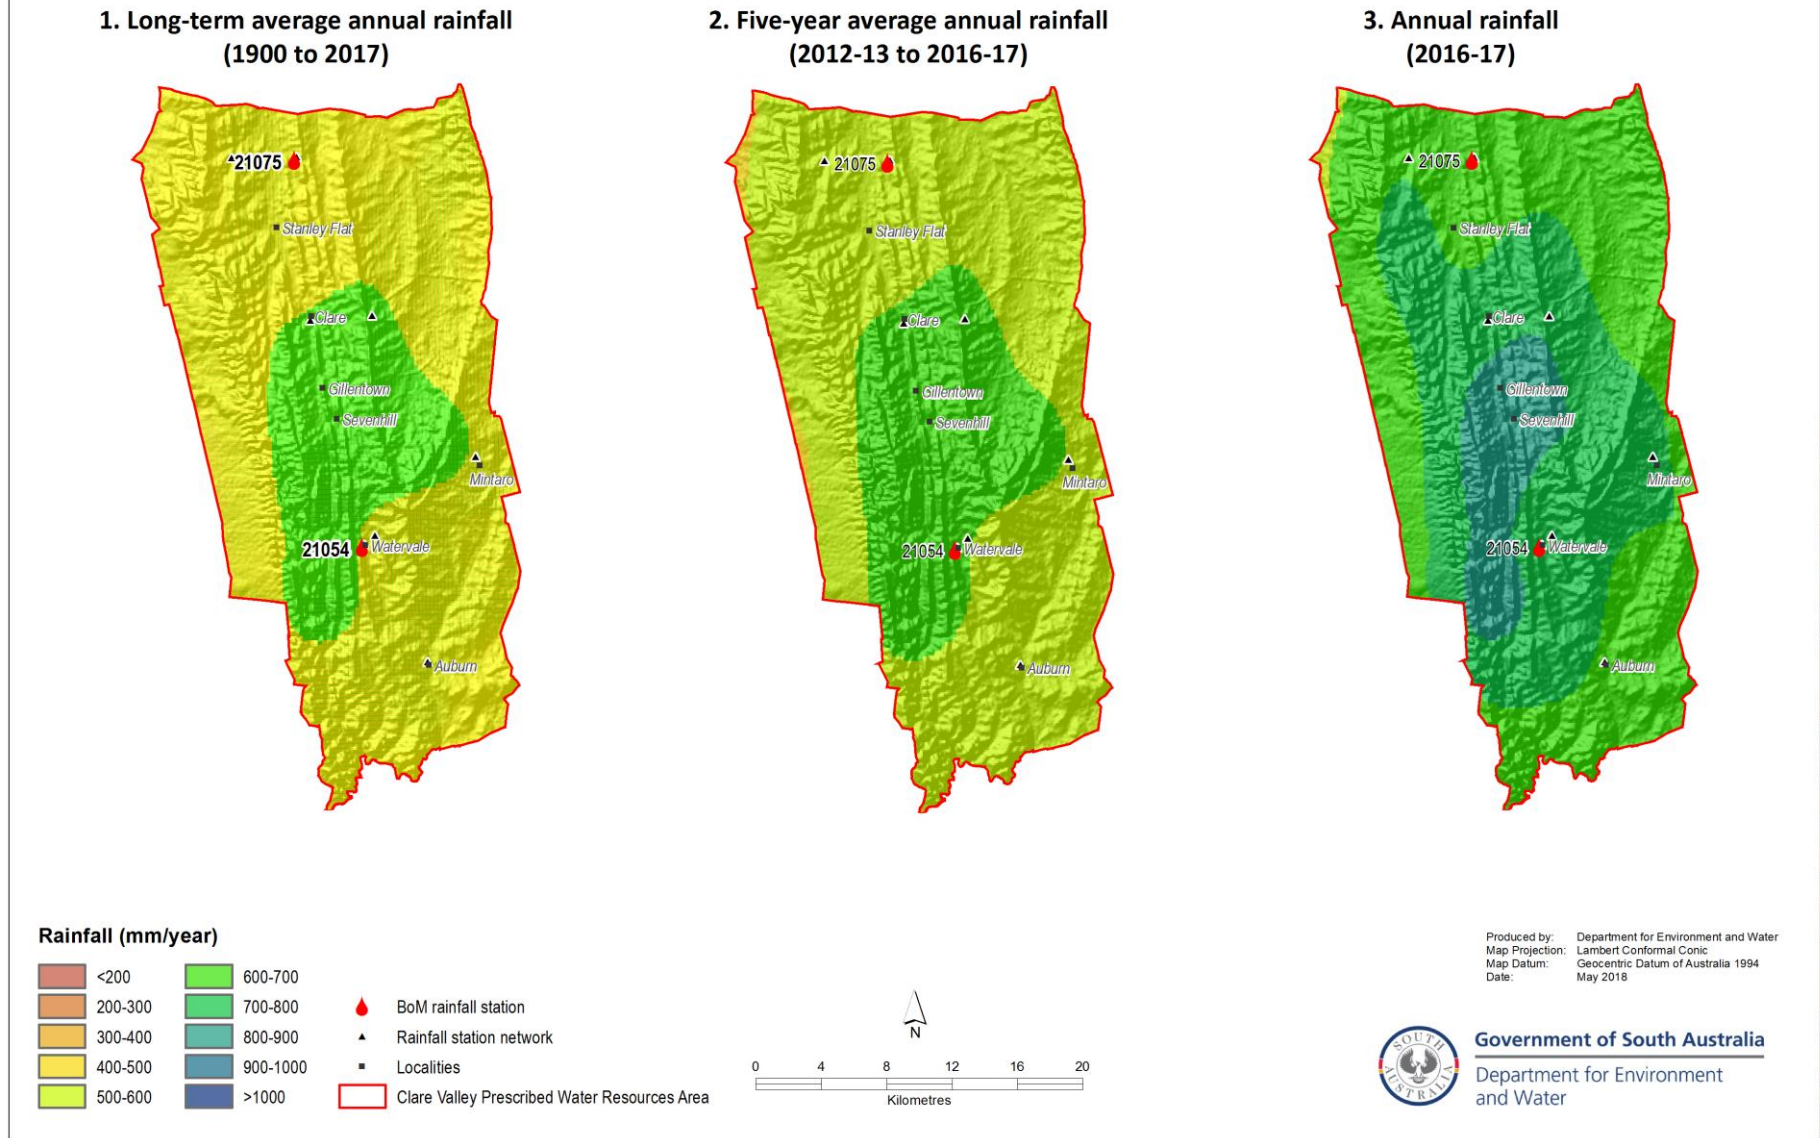 1. Long-term average annual rainfall
(1900 to 2017)
2. Five-year average annual rainfall
(2012-13 to 2016-17)
3. Annual rainfall
(2016-17)
21075
Stanley Flat
Clare
Gillentown
Sevenhill
Mintaro
21054
Watervale
Auburn
21075
Stanley Flat
Clare
Gillentown
Sevenhill
Mintaro
21054
Watervale
Auburn
21075
Stanley Flat
Clare
Gillentown
Sevenhill
Mintaro
21054
Watervale
Auburn
Rainfall (mm/year)
<200
200-300
300-400
400-500
500-600
600-700
700-800
800-900
900-1000
>1000
BoM rainfall station
Rainfall station network
Localities
Clare Valley Prescribed Water Resources Area
N
0 4 8 12 16 20
Kilometres
Produced by: Department for Environment and Water
Map Projection: Lambert Conformal Conic
Map Datum: Geocentric Datum of Australia 1994
Date: May 2018
SOUTH
AUSTRALIA
Government of South Australia
Department for Environment
and Water